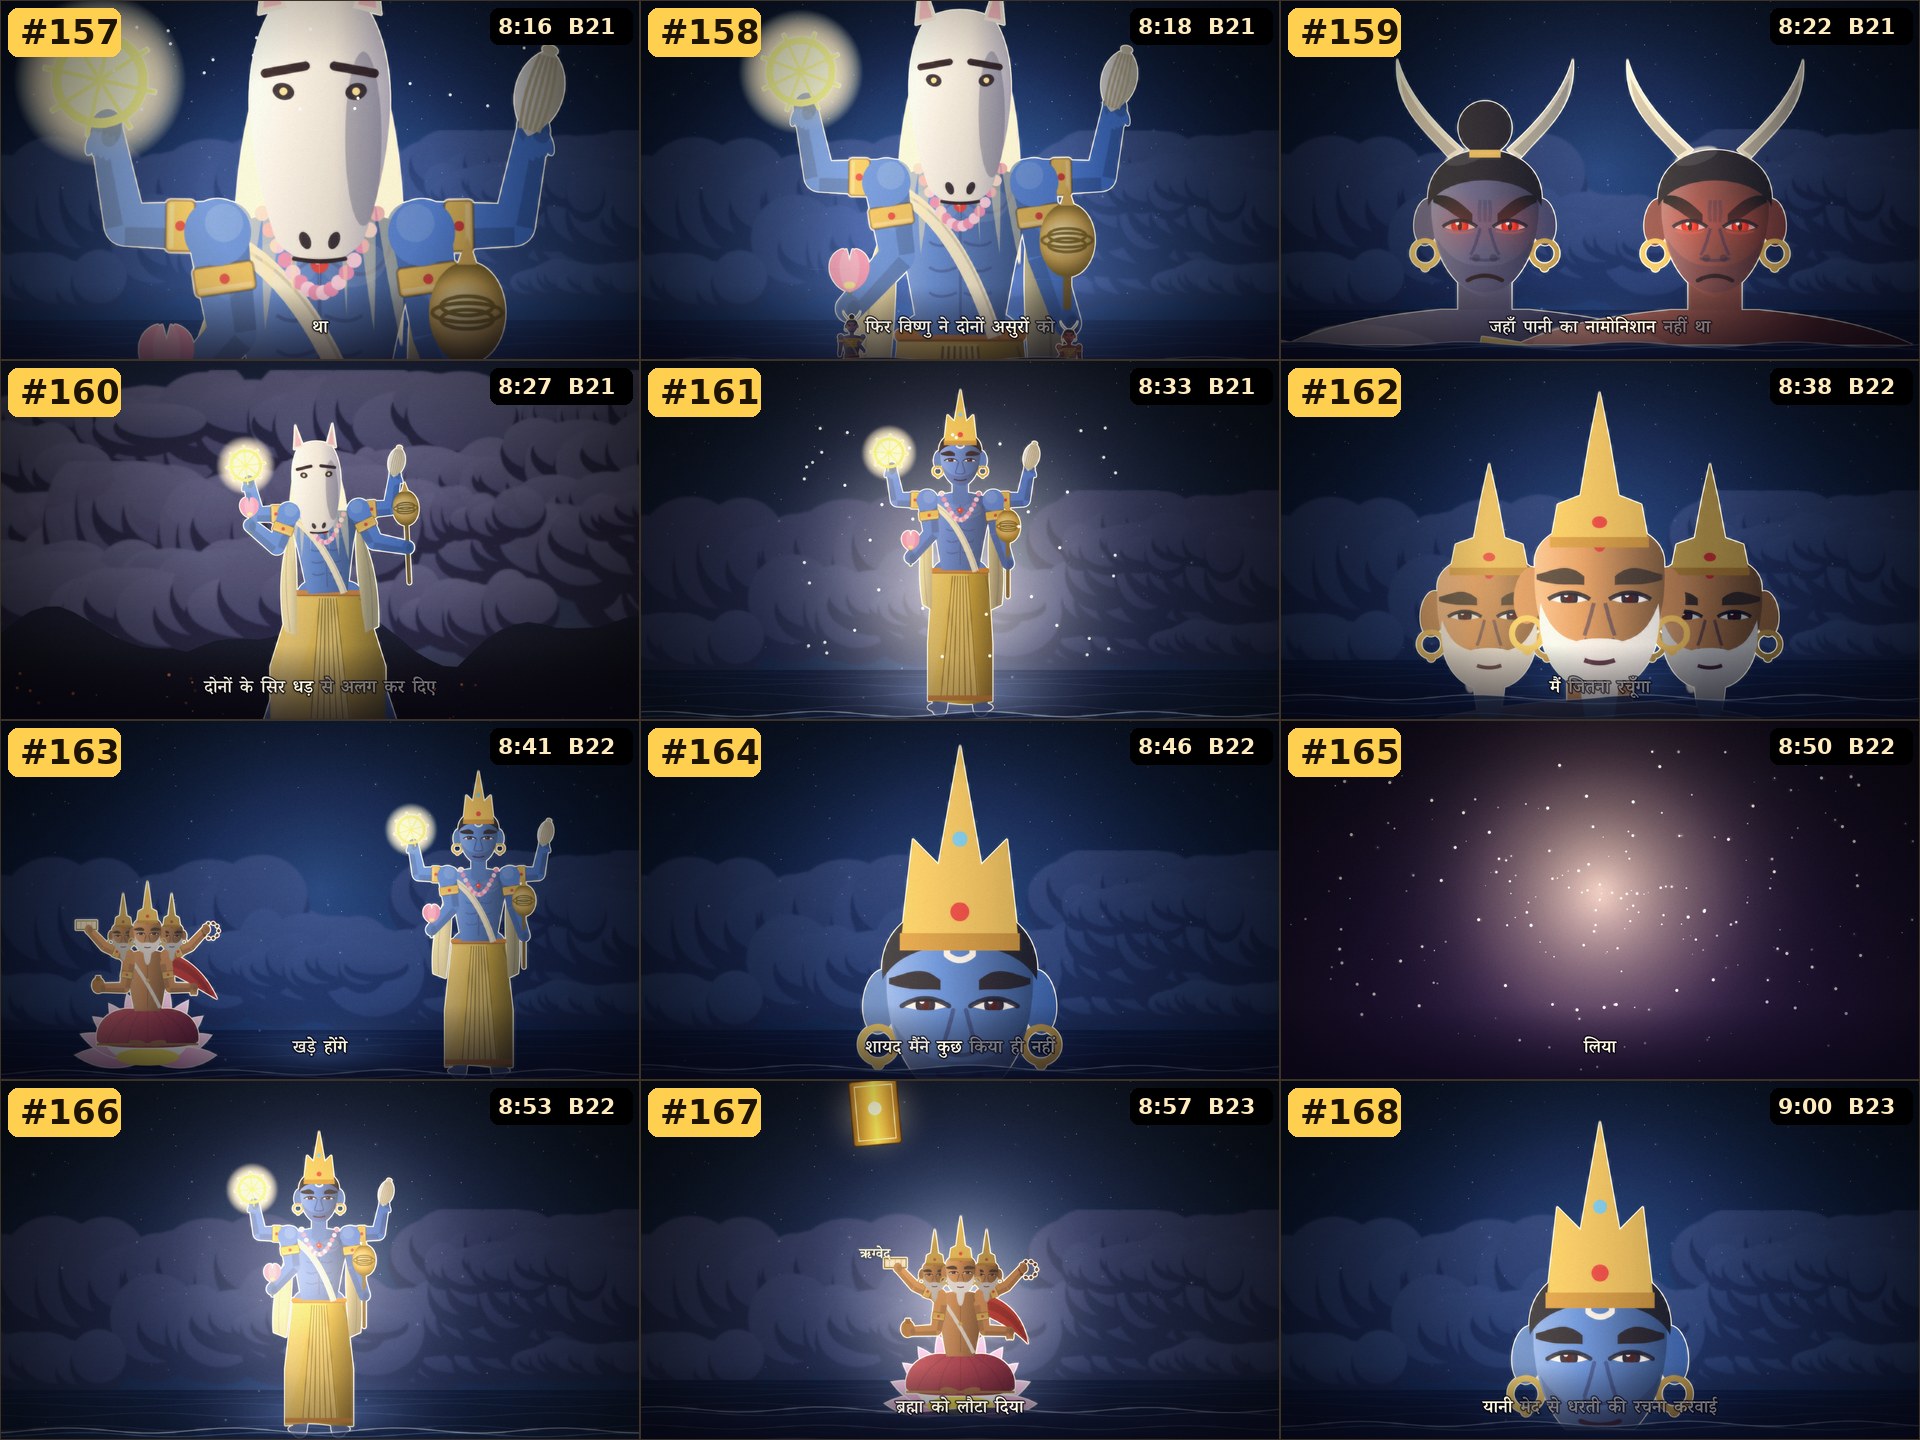 #157
8:16 B21
था
#158
8:18 B21
फिर विष्णु ने दोनों असुरों को
#159
8:22 B21
जहाँ पानी का नामोनिशान नहीं था
#160
8:27 B21
दोनों के सिर धड़ से अलग कर दिए
#161
8:33 B21
#162
8:38 B22
मैं जितना रचूँगा
#163
8:41 B22
खड़े होंगे
#164
8:46 B22
शायद मैंने कुछ किया ही नहीं
#165
8:50 B22
लिया
#166
8:53 B22
#167
8:57 B23
ऋग्वेद
ब्रह्मा को लौटा दिया
#168
9:00 B23
यानी मेद से धरती की रचना करवाई